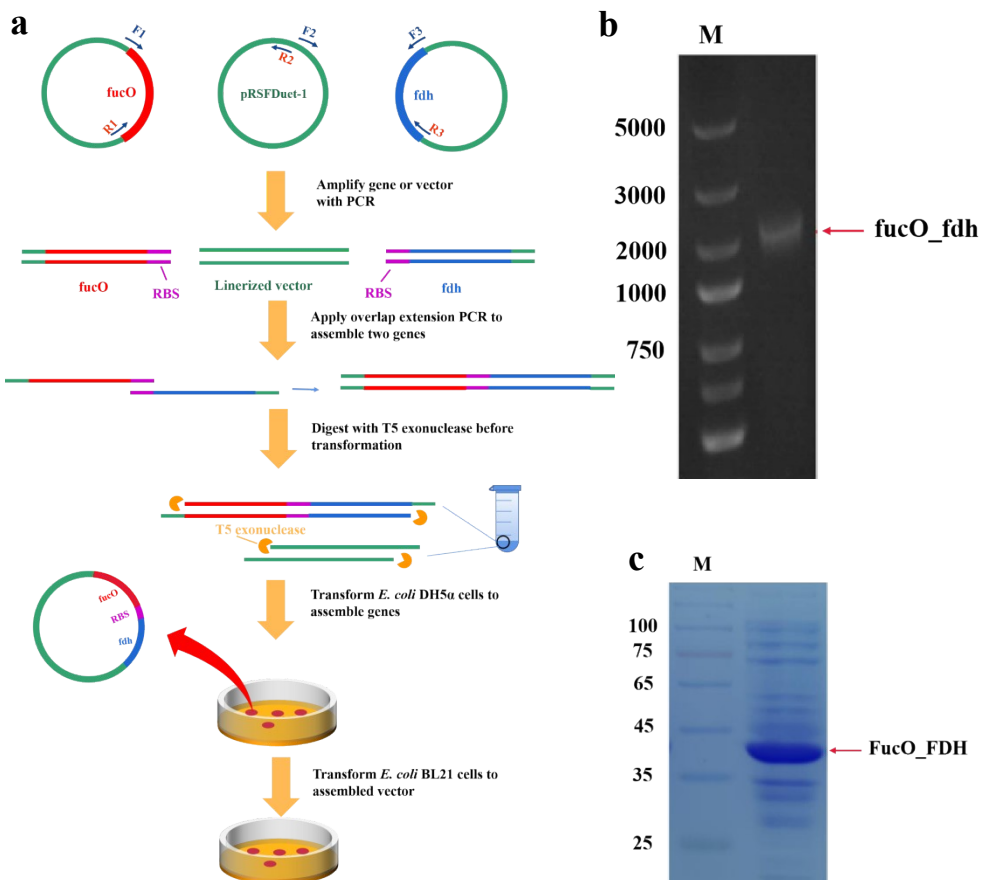 a
F1
fucO
R1
F2
R2
pRSFDuet-1
F3
fdh
R3
Amplify gene or vector
with PCR
fucO
RBS
Linerized vector
RBS
fdh
Apply overlap extension PCR to
assemble two genes
Digest with T5 exonuclease before
transformation
T5 exonuclease
Transform E. coli DH5α cells to
assemble genes
fucO
RBS
fdh
Transform E. coli BL21 cells to
assembled vector
b
M
5000
3000
2000
1000
750
fucO_fdh
c
M
100
75
65
45
35
25
FucO_FDH